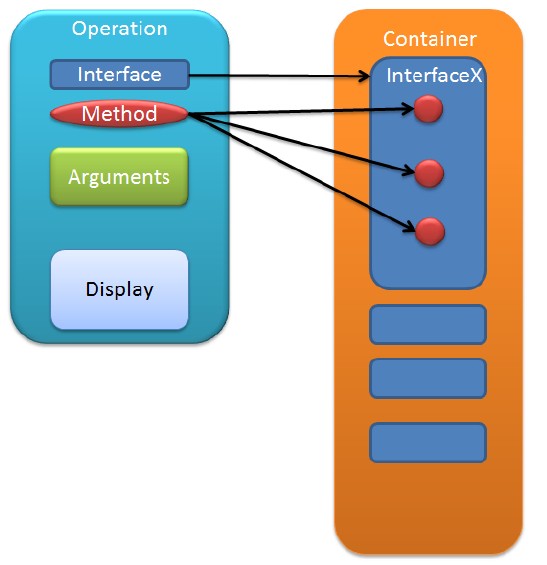 Operation
Interface
Method
Arguments
Display
Container
InterfaceX